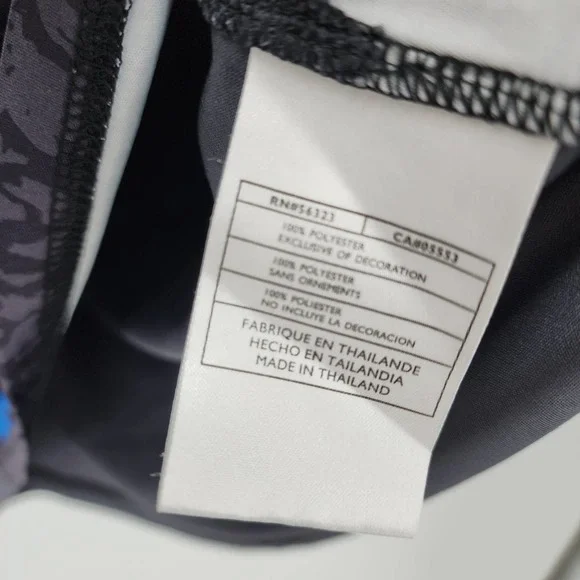 RN#56323 CA#05553
100% POLYESTER
EXCLUSIVE OF DECORATION
100% POLYESTER
SANS ORNEMENTS
100% POLIESTER
NO INCLUYE LA DECORACION
FABRIQUE EN THAILANDE
HECHO EN TAILANDIA
MADE IN THAILAND